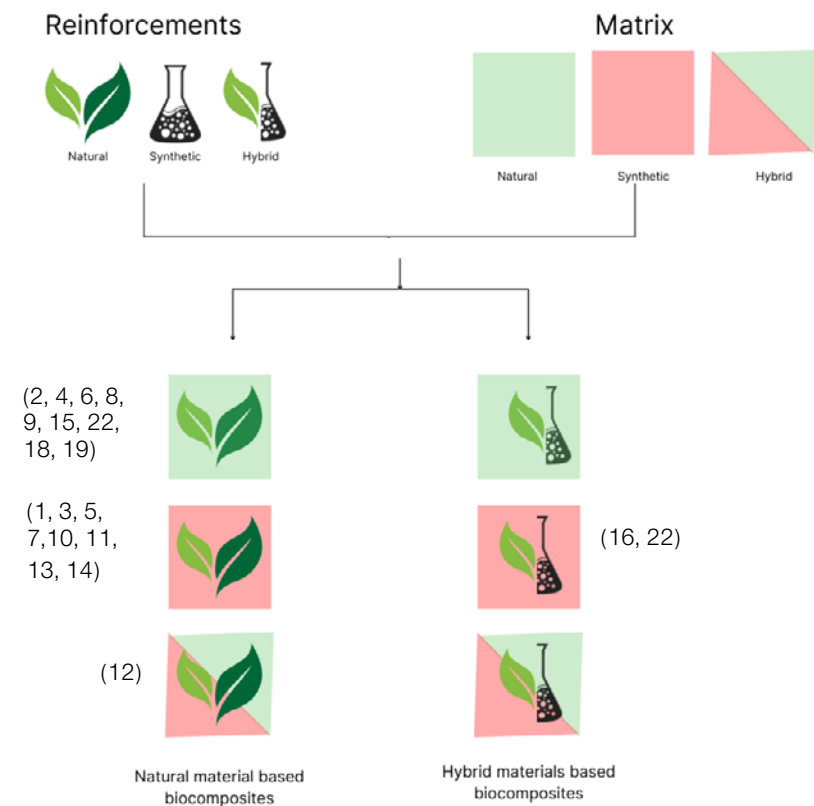 Reinforcements
Matrix
Natural
Synthetic
Hybrid
Natural
Synthetic
Hybrid
(2, 4, 6, 8,
9, 15, 22,
18, 19)
(1, 3, 5,
7,10, 11,
13, 14)
(16, 22)
(12)
Natural material based
biocomposites
Hybrid materials based
biocomposites